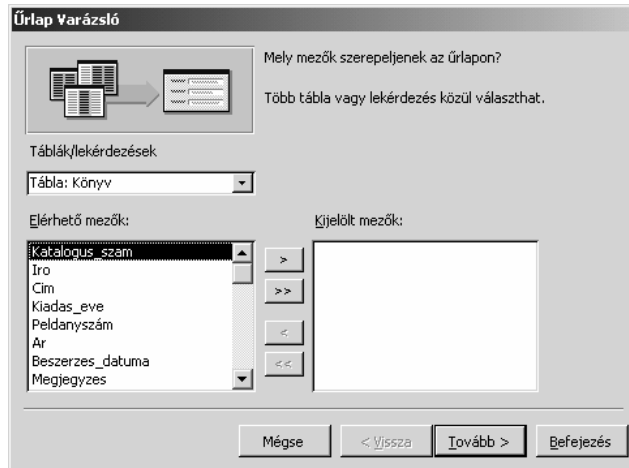 Űrlap Varázsló
Mely mezők szerepeljenek az űrlapon?
Több tábla vagy lekérdezés közül választhat.
Táblák/lekérdezések
Tábla: Könyv
Elérhető mezők:
Kijelölt mezők:
Katalogus_szam
Iro
Cim
Kiadas_eve
Peldanyszám
Ar
Beszerzes_datuma
Megjegyzes
>
>>
<
<<
Mégse
< Vissza
Tovább >
Befejezés